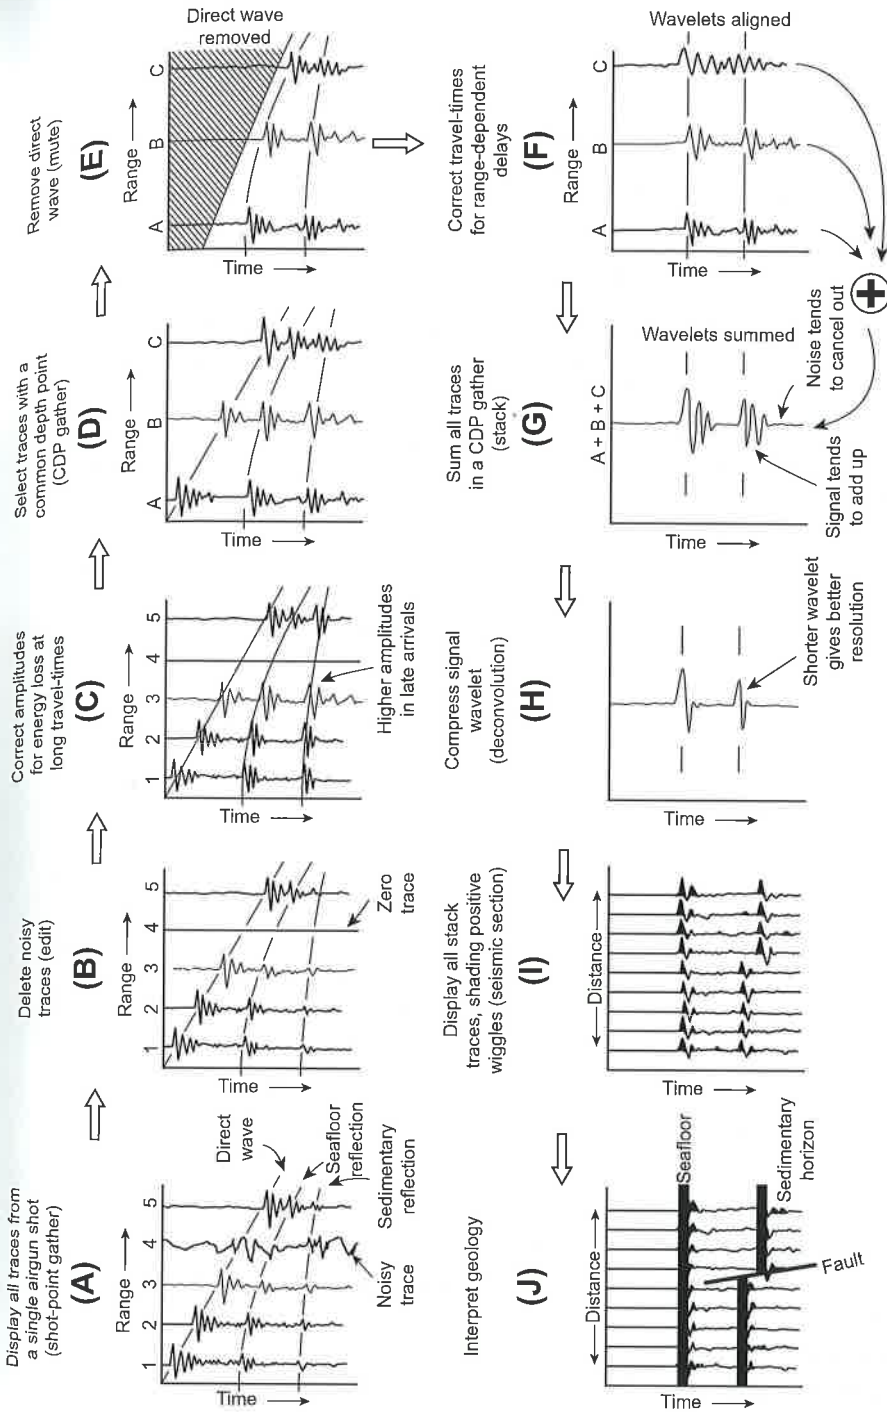 Display all traces from
a single airgun shot
(shot-point gather)
(A)
Range
1 2 3 4 5
Time
Direct
wave
Seafloor
reflection
Sedimentary
reflection
Noisy
trace
Delete noisy
traces (edit)
(B)
Range
1 2 3 4 5
Time
Zero
trace
Correct amplitudes
for energy loss at
long travel-times
(C)
Range
1 2 3 4 5
Time
Higher amplitudes
in late arrivals
Select traces with a
common depth point
(CDP gather)
(D)
Range
A B C
Time
Remove direct
wave (mute)
(E)
Range
A B C
Time
Direct wave
removed
Correct travel-times
for range-dependent
delays
(F)
Range
A B C
Time
Wavelets aligned
+
Sum all traces
in a CDP gather
(stack)
(G)
A + B + C
Time
Wavelets summed
Signal tends
to add up
Noise tends
to cancel out
Compress signal
wavelet
(deconvolution)
(H)
Time
Shorter wavelet
gives better
resolution
Display all stack
traces, shading positive
wiggles (seismic section)
(I)
Distance
Time
Interpret geology
(J)
Distance
Time
Seafloor
Sedimentary
horizon
Fault